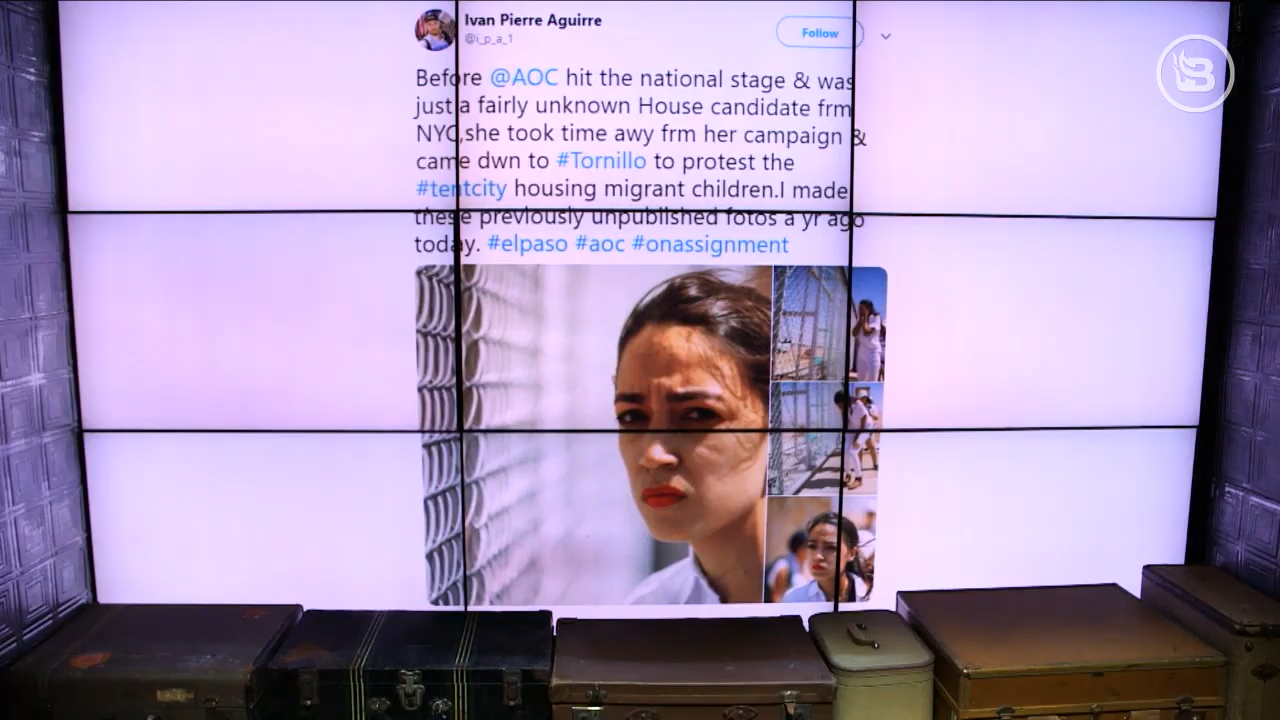 Ivan Pierre Aguirre
@i_p_a_1
Follow
Before @AOC hit the national stage & was
just a fairly unknown House candidate frm
NYC,she took time awy frm her campaign &
came dwn to #Tornillo to protest the
#tentcity housing migrant children.I made
these previously unpublished fotos a yr ago
today. #elpaso #aoc #onassignment
B